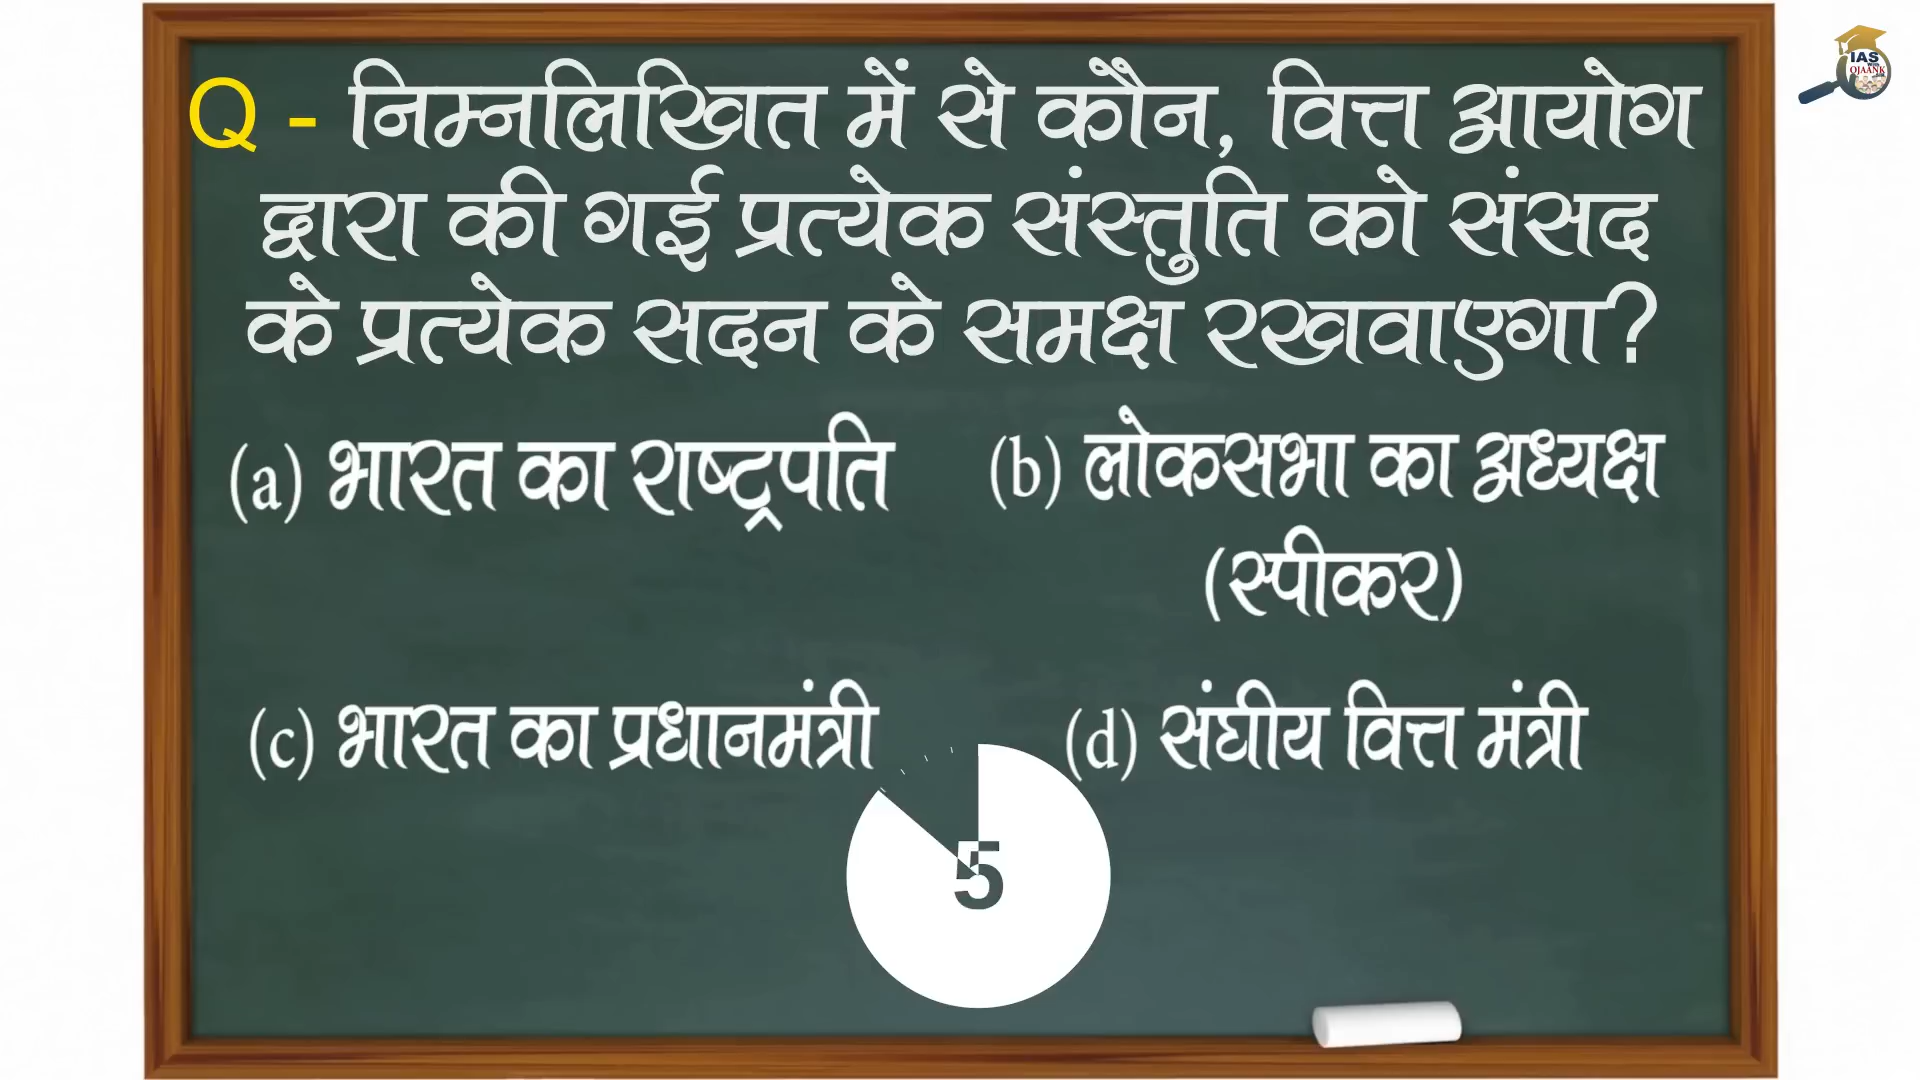 Q - निम्नलिखित में से कौन, वित्त आयोग
द्वारा की गई प्रत्येक संस्तुति को संसद
के प्रत्येक सदन के समक्ष रखवाएगा?
(a) भारत का राष्ट्रपति
(b) लोकसभा का अध्यक्ष
(स्पीकर)
(c) भारत का प्रधानमंत्री
(d) संघीय वित्त मंत्री
5
IAS
OJAANK